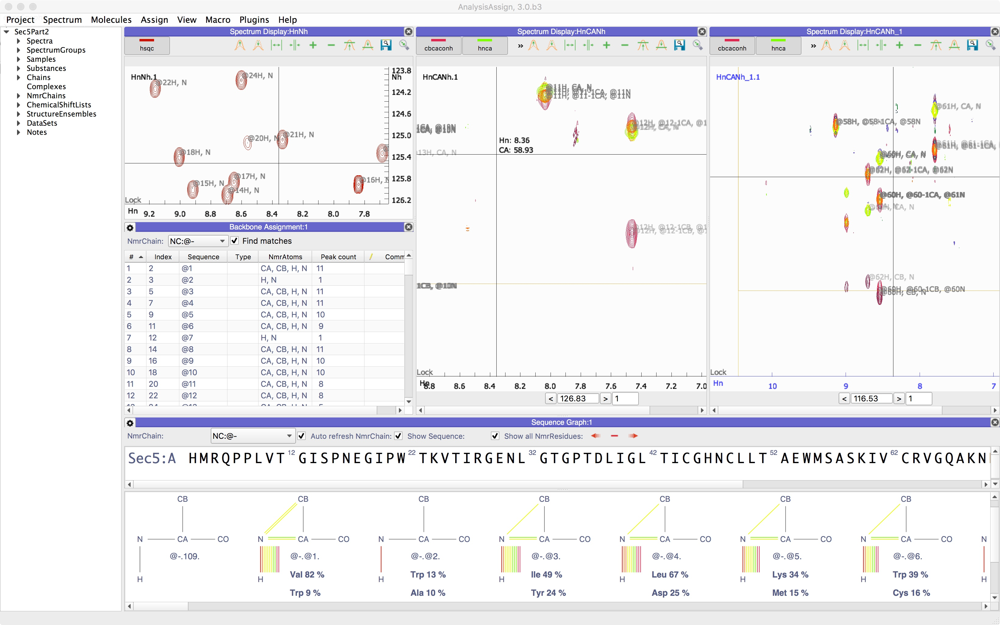 AnalysisAssign, 3.0.b3
Project Spectrum Molecules Assign View Macro Plugins Help
Sec5Part2
Spectra
SpectrumGroups
Samples
Substances
Chains
Complexes
NmrChains
ChemicalShiftLists
StructureEnsembles
DataSets
Notes
Spectrum Display:HnNh
hsqc
HnNh.1
@22H, N
@24H, N
@20H, N
@21H, N
@18H, N
@17H, N
@15H, N
@14H, N
@16H, N
123.8
Nh
124.2
124.6
125.0
125.4
125.8
126.2
Lock
Hn 9.2 9.0 8.8 8.6 8.4 8.2 8.0 7.8
Spectrum Display:HnCANh
cbcaconh hnca »
HnCANh.1
@11H, CA, N
@11H, @11-1CA, @11N
@12H, @12-1CA, @1
@12H, CA, N
1CA, @10N
Hn: 8.36
CA: 58.93
13H, CA, N
@12H, @12-1CB, @1
@12H, @12-1CB, @1
1CB, @10N
Lock
Hn 8.8 8.6 8.4 8.2 8.0 7.8 7.6 7.4 7.2 7.0
< 126.83 > 1
Spectrum Display:HnCANh_1
cbcaconh hnca »
HnCANh_1.1
@61H, CA, N
@58H, @58-1CA, @58N
@61H, @61-1CA,
@60H, CA, N
@62H, @62-1CA, @62N
@60H, @60-1CA, @61N
@62H, CA, N
@62H, CB, N
@60H, @60-1CB, @60N
@60H, CB, N
Lock
Hn 10 9 8 7
< 116.53 > 1
Backbone Assignment:1
NmrChain: NC:@- Find matches
# Index Sequence Type NmrAtoms Peak count Comm
1 2 @1 CA, CB, H, N 11
2 3 @2 H, N 1
3 5 @3 CA, CB, H, N 11
4 7 @4 CA, CB, H, N 11
5 9 @5 CA, CB, H, N 10
6 11 @6 CA, CB, H, N 9
7 12 @7 H, N 1
8 14 @8 CA, CB, H, N 11
9 16 @9 CA, CB, H, N 10
10 18 @10 CA, CB, H, N 10
11 20 @11 CA, CB, H, N 8
12 22 @12 CA, CB, H, N 8
Sequence Graph:1
NmrChain: NC:@- Auto refresh NmrChain: Show Sequence: Show all NmrResidues:
Sec5:A HMRQPPLVT 12 GISPNEGIPW 22 TKVTIRGENL 32 GTGPTDLIGL 42 TICGHNCLLT 52 AEWMSASKIV 62 CRVGQAKN
CB CB CB CB CB CB CB
N CA CO N CA CO N CA CO N CA CO N CA CO N CA CO N CA CO N
@-.109. @-.@1. @-.@2. @-.@3. @-.@4. @-.@5. @-.@6.
Val 82 % Trp 13 % Ile 49 % Leu 67 % Lys 34 % Trp 39 %
H H H H H H H H
Trp 9 % Ala 10 % Tyr 24 % Asp 25 % Met 15 % Cys 16 %